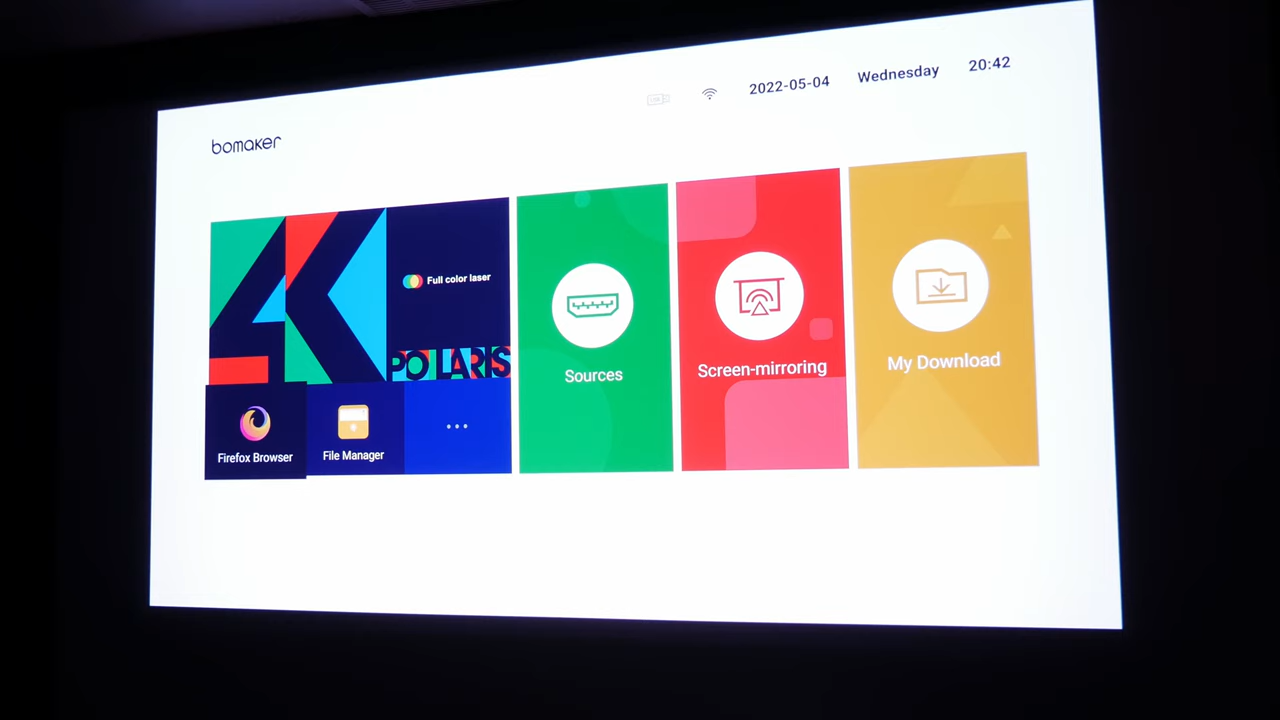 2022-05-04 Wednesday 20:42
bomaker
4K
Full color laser
POLARIS
Sources
Screen-mirroring
My Download
Firefox Browser
File Manager
...